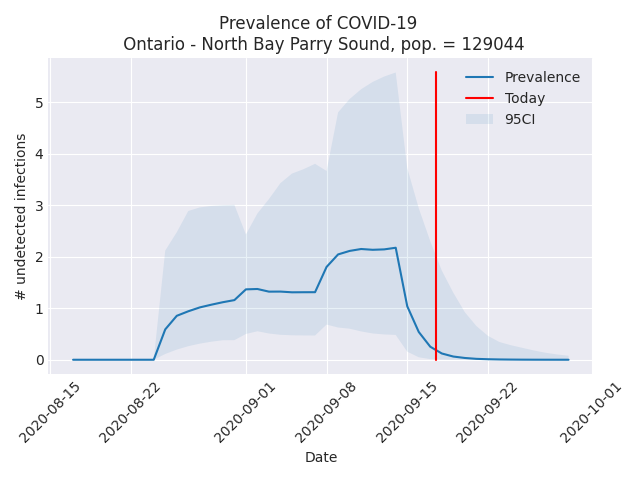 Prevalence of COVID-19
Ontario - North Bay Parry Sound, pop. = 129044
Prevalence
Today
95CI
# undetected infections
5
4
3
2
1
0
2020-08-15
2020-08-22
2020-09-01
2020-09-08
2020-09-15
2020-09-22
2020-10-01
Date